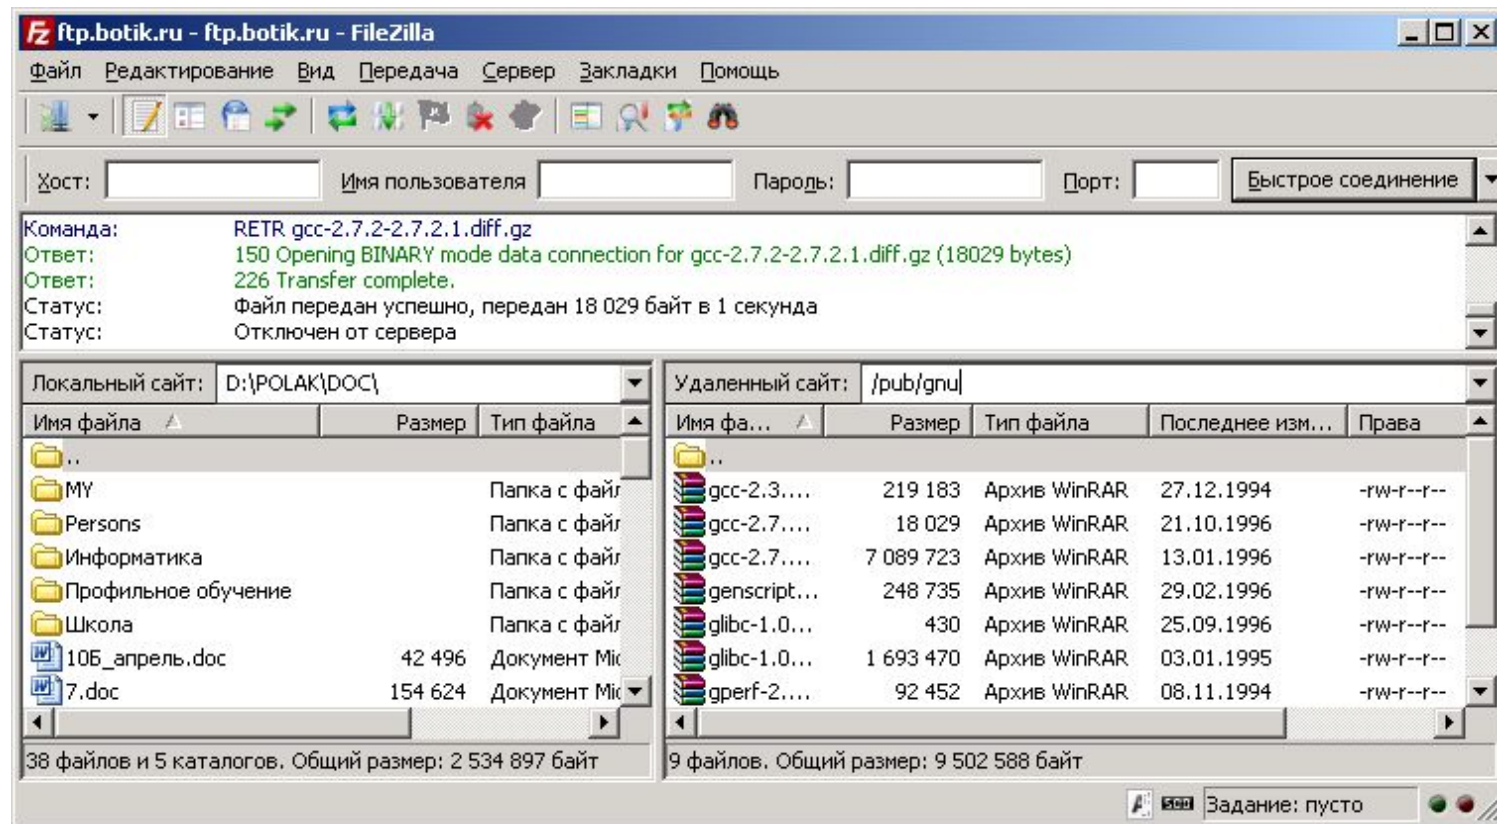 ftp.botik.ru - ftp.botik.ru - FileZilla
Файл Редактирование Вид Передача Сервер Закладки Помощь
Хост: Имя пользователя Пароль: Порт: Быстрое соединение
Команда: RETR gcc-2.7.2-2.7.2.1.diff.gz
Ответ: 150 Opening BINARY mode data connection for gcc-2.7.2-2.7.2.1.diff.gz (18029 bytes)
Ответ: 226 Transfer complete.
Статус: Файл передан успешно, передан 18 029 байт в 1 секунда
Статус: Отключен от сервера
Локальный сайт: D:\POLAK\DOC\
Имя файла Размер Тип файла
..
MY Папка с файл
Persons Папка с файл
Информатика Папка с файл
Профильное обучение Папка с файл
Школа Папка с файл
10Б_апрель.doc 42 496 Документ Mic
7.doc 154 624 Документ Mic
38 файлов и 5 каталогов. Общий размер: 2 534 897 байт
Удаленный сайт: /pub/gnu
Имя фа... Размер Тип файла Последнее изм... Права
..
gcc-2.3.... 219 183 Архив WinRAR 27.12.1994 -rw-r--r--
gcc-2.7.... 18 029 Архив WinRAR 21.10.1996 -rw-r--r--
gcc-2.7.... 7 089 723 Архив WinRAR 13.01.1996 -rw-r--r--
genscript... 248 735 Архив WinRAR 29.02.1996 -rw-r--r--
glibc-1.0... 430 Архив WinRAR 25.09.1996 -rw-r--r--
glibc-1.0... 1 693 470 Архив WinRAR 03.01.1995 -rw-r--r--
gperf-2.... 92 452 Архив WinRAR 08.11.1994 -rw-r--r--
9 файлов. Общий размер: 9 502 588 байт
Задание: пусто